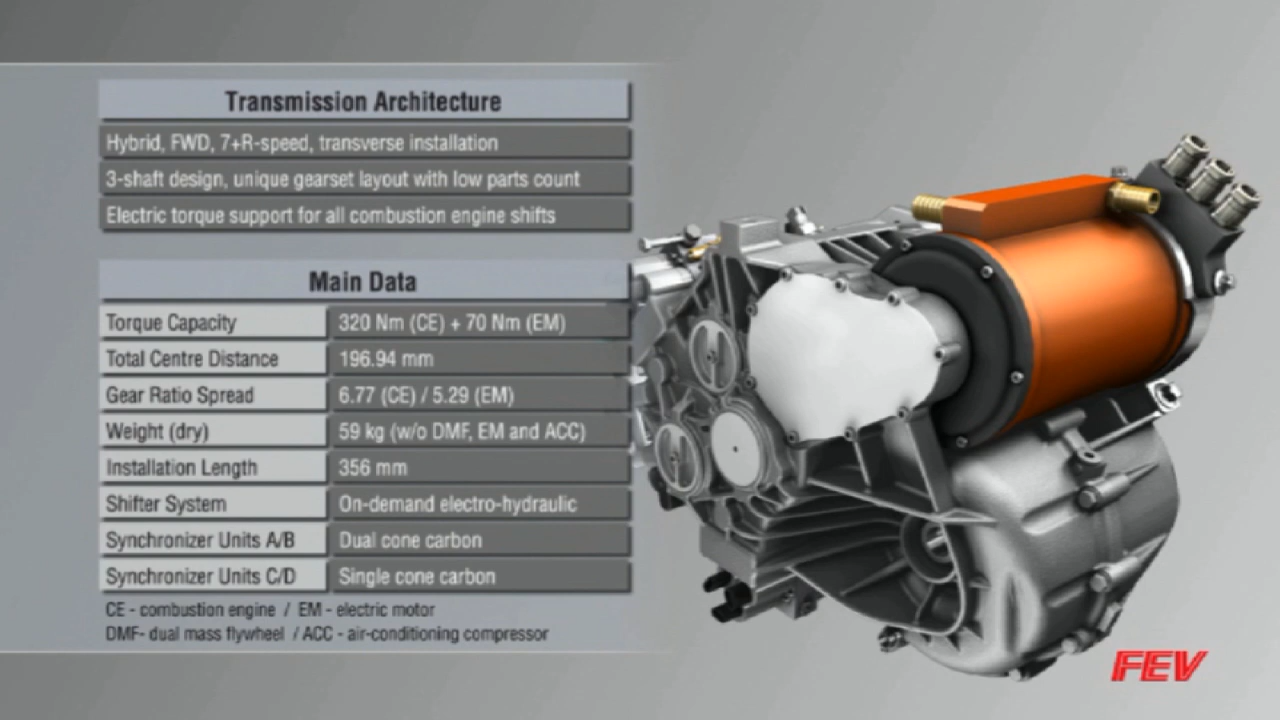 Transmission Architecture
Hybrid, FWD, 7+R-speed, transverse installation
3-shaft design, unique gearset layout with low parts count
Electric torque support for all combustion engine shifts
Main Data
Torque Capacity 320 Nm (CE) + 70 Nm (EM)
Total Centre Distance 196.94 mm
Gear Ratio Spread 6.77 (CE) / 5.29 (EM)
Weight (dry) 59 kg (w/o DMF, EM and ACC)
Installation Length 356 mm
Shifter System On-demand electro-hydraulic
Synchronizer Units A/B Dual cone carbon
Synchronizer Units C/D Single cone carbon
CE - combustion engine / EM - electric motor
DMF- dual mass flywheel / ACC - air-conditioning compressor
FEV